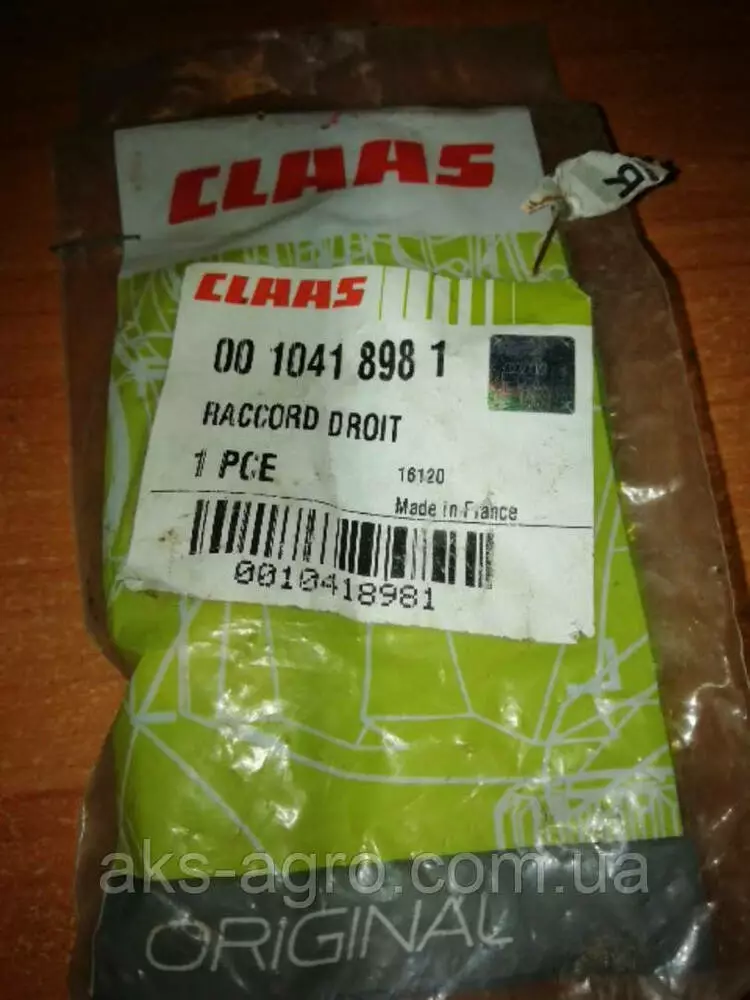 CLAAS
R
CLAAS
00 1041 898 1
RACCORD DROIT
1 PCE
16120
Made in France
0010418981
aks-agro.com.ua
ORIGINAL